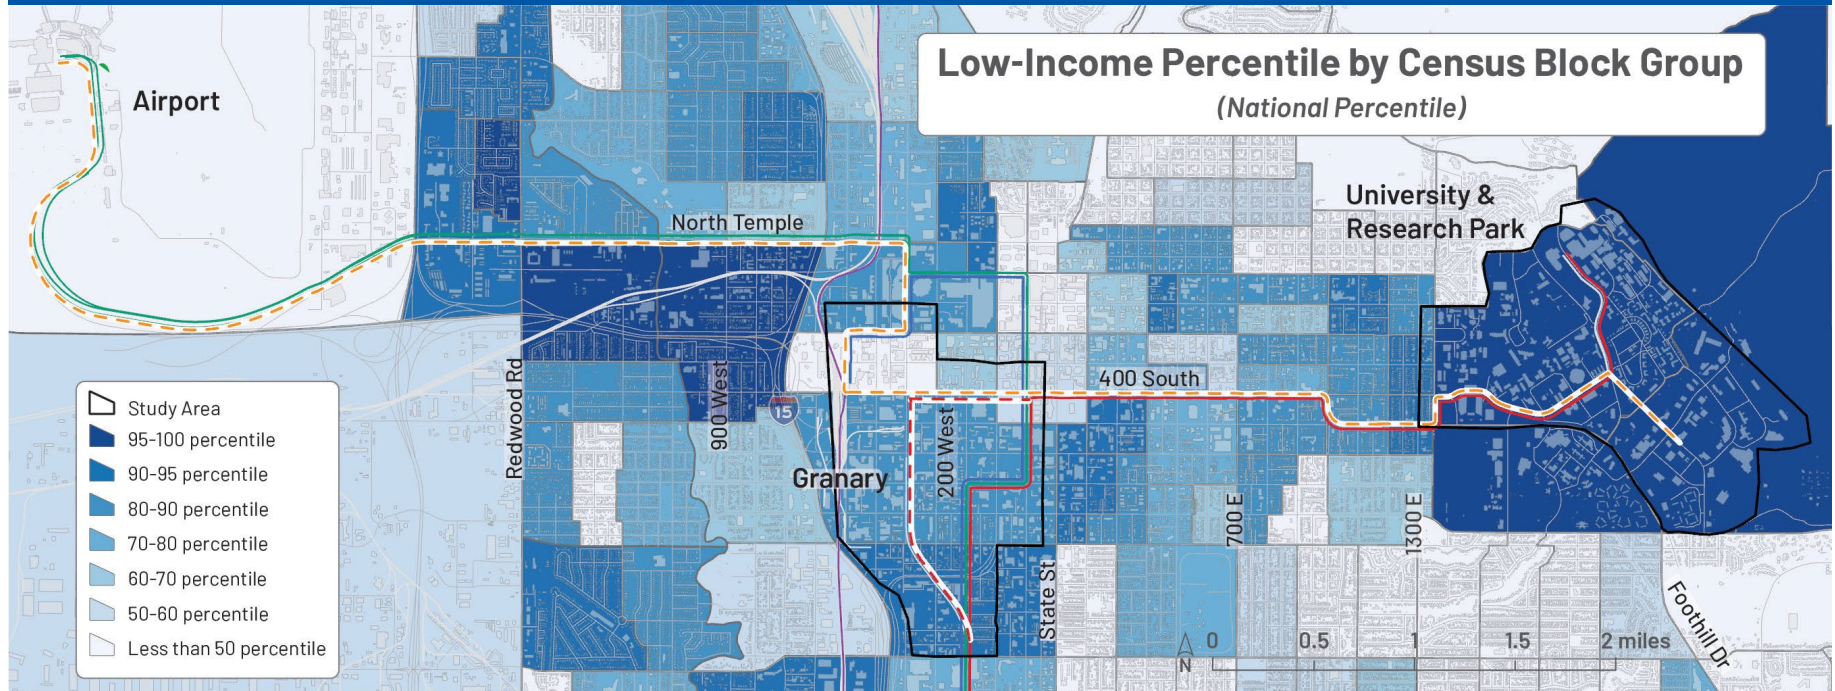 Low-Income Percentile by Census Block Group
(National Percentile)
Airport
University &
Research Park
North Temple
400 South
Redwood Rd
900 West
15
200 West
Granary
700 E
1300 E
State St
Foothill Dr
Study Area
95-100 percentile
90-95 percentile
80-90 percentile
70-80 percentile
60-70 percentile
50-60 percentile
Less than 50 percentile
N
0 0.5 1 1.5 2 miles